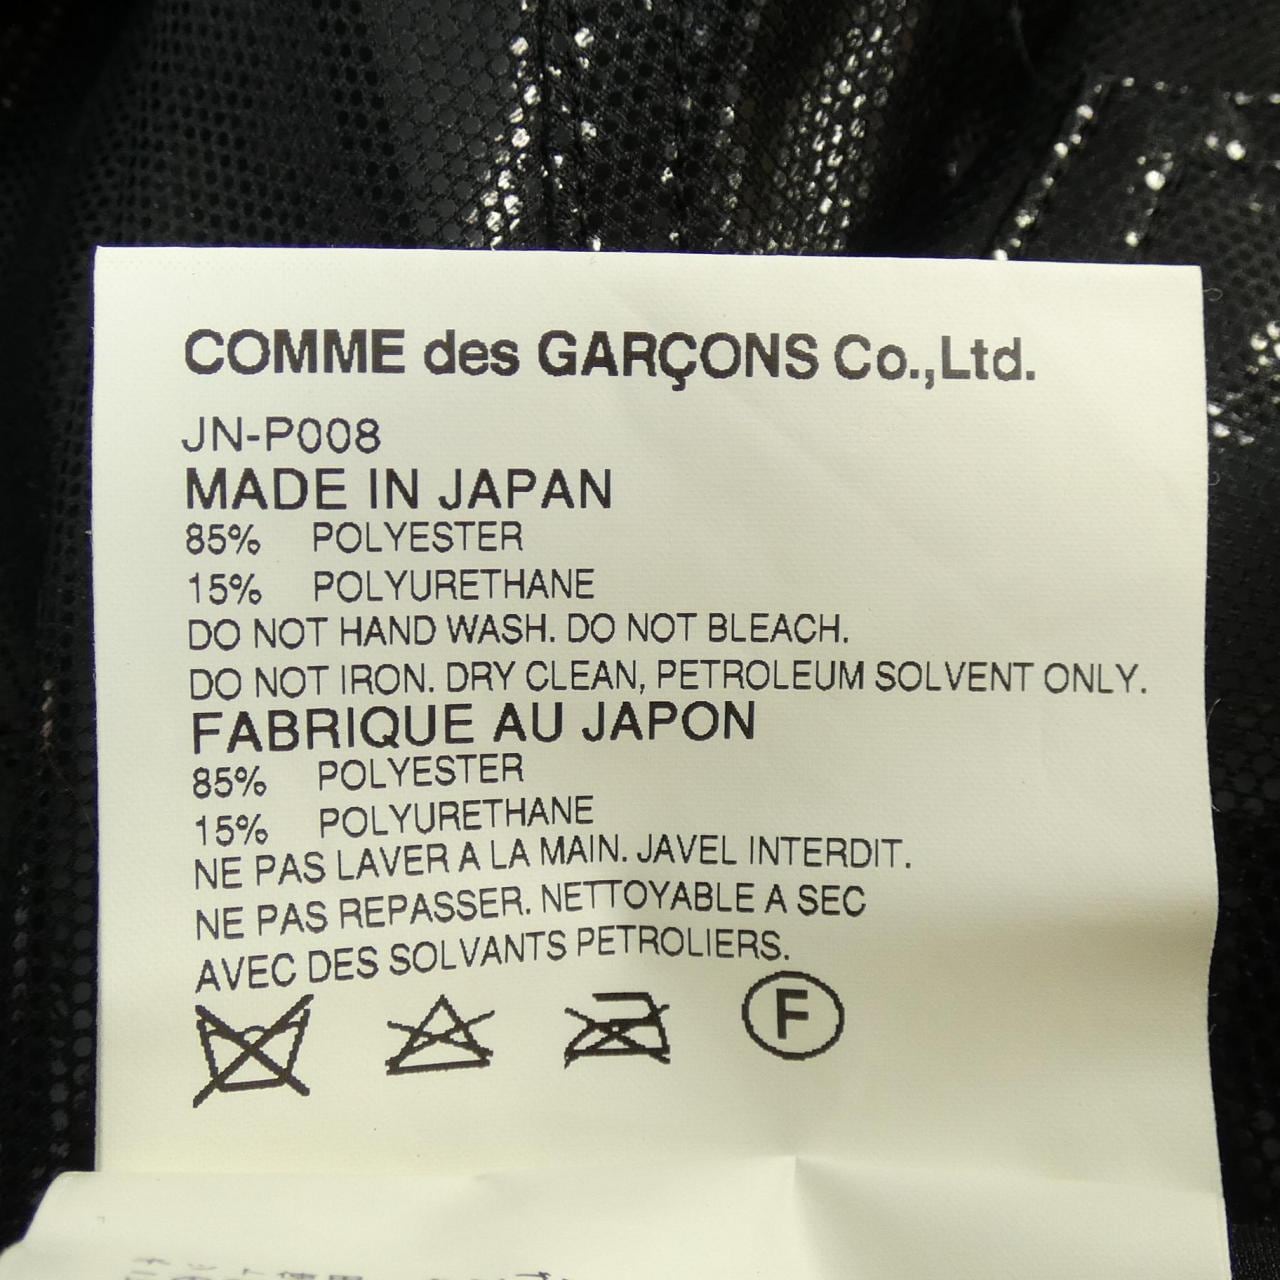 COMME des GARÇONS Co.,Ltd.
JN-P008
MADE IN JAPAN
85% POLYESTER
15% POLYURETHANE
DO NOT HAND WASH. DO NOT BLEACH.
DO NOT IRON. DRY CLEAN, PETROLEUM SOLVENT ONLY.
FABRIQUE AU JAPON
85% POLYESTER
15% POLYURETHANE
NE PAS LAVER A LA MAIN. JAVEL INTERDIT.
NE PAS REPASSER. NETTOYABLE A SEC
AVEC DES SOLVANTS PETROLIERS.
F